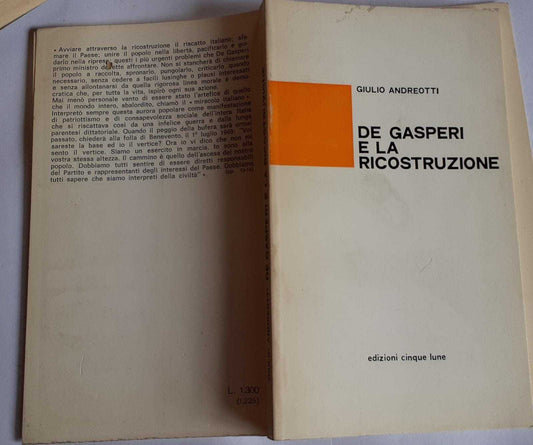 « Avviare attraverso la ricostruzione il riscatto italiano; sfa-
mare il Paese; unire il popolo nella libertà, pacificarlo e gui-
darlo nella ripresa questi i più urgenti problemi che De Gasperi
primo ministro dovette affrontare. Non si stancherà di chiamare
il popolo a raccolta, spronarlo, pungolarlo, criticarlo quando
necessario, senza cedere a facili lusinghe o plausi interessati
e senza allontanarsi da quella rigorosa linea morale e demo-
cratica che, per tutta la vita, ispirò ogni sua azione.
Mai menò personale vanto di essere stato l'artefice di quello
che il mondo intero, sbalordito, chiamò il « miracolo italiano ».
Interpretò sempre questa aurora popolare come manifestazione
di patriottismo e di consapevolezza sociale dell'intera Italia
che si riscattava così da una infelice guerra e dalla lunga
parentesi dittatoriale. Quando il peggio della bufera sarà ormai
passato, chiederà alla folla di Benevento, il 1° luglio "Voi
sareste la base ed io il vertice? Ora io vi dico che non mi
sento il vertice. Siamo un esercito in marcia. Io sono alla
vostra stessa altezza. Il cammino è quello dell'ascesa del nostro
popolo. Dobbiamo tutti sentire di essere diretti responsabili
del Partito e rappresentanti degli interessi del Paese. Dobbiamo
tutti sapere che siamo interpreti della civiltà" ».
L. 1.300
(1.225)
GIULIO ANDREOTTI
DE GASPERI
E LA
RICOSTRUZIONE
edizioni cinque lune